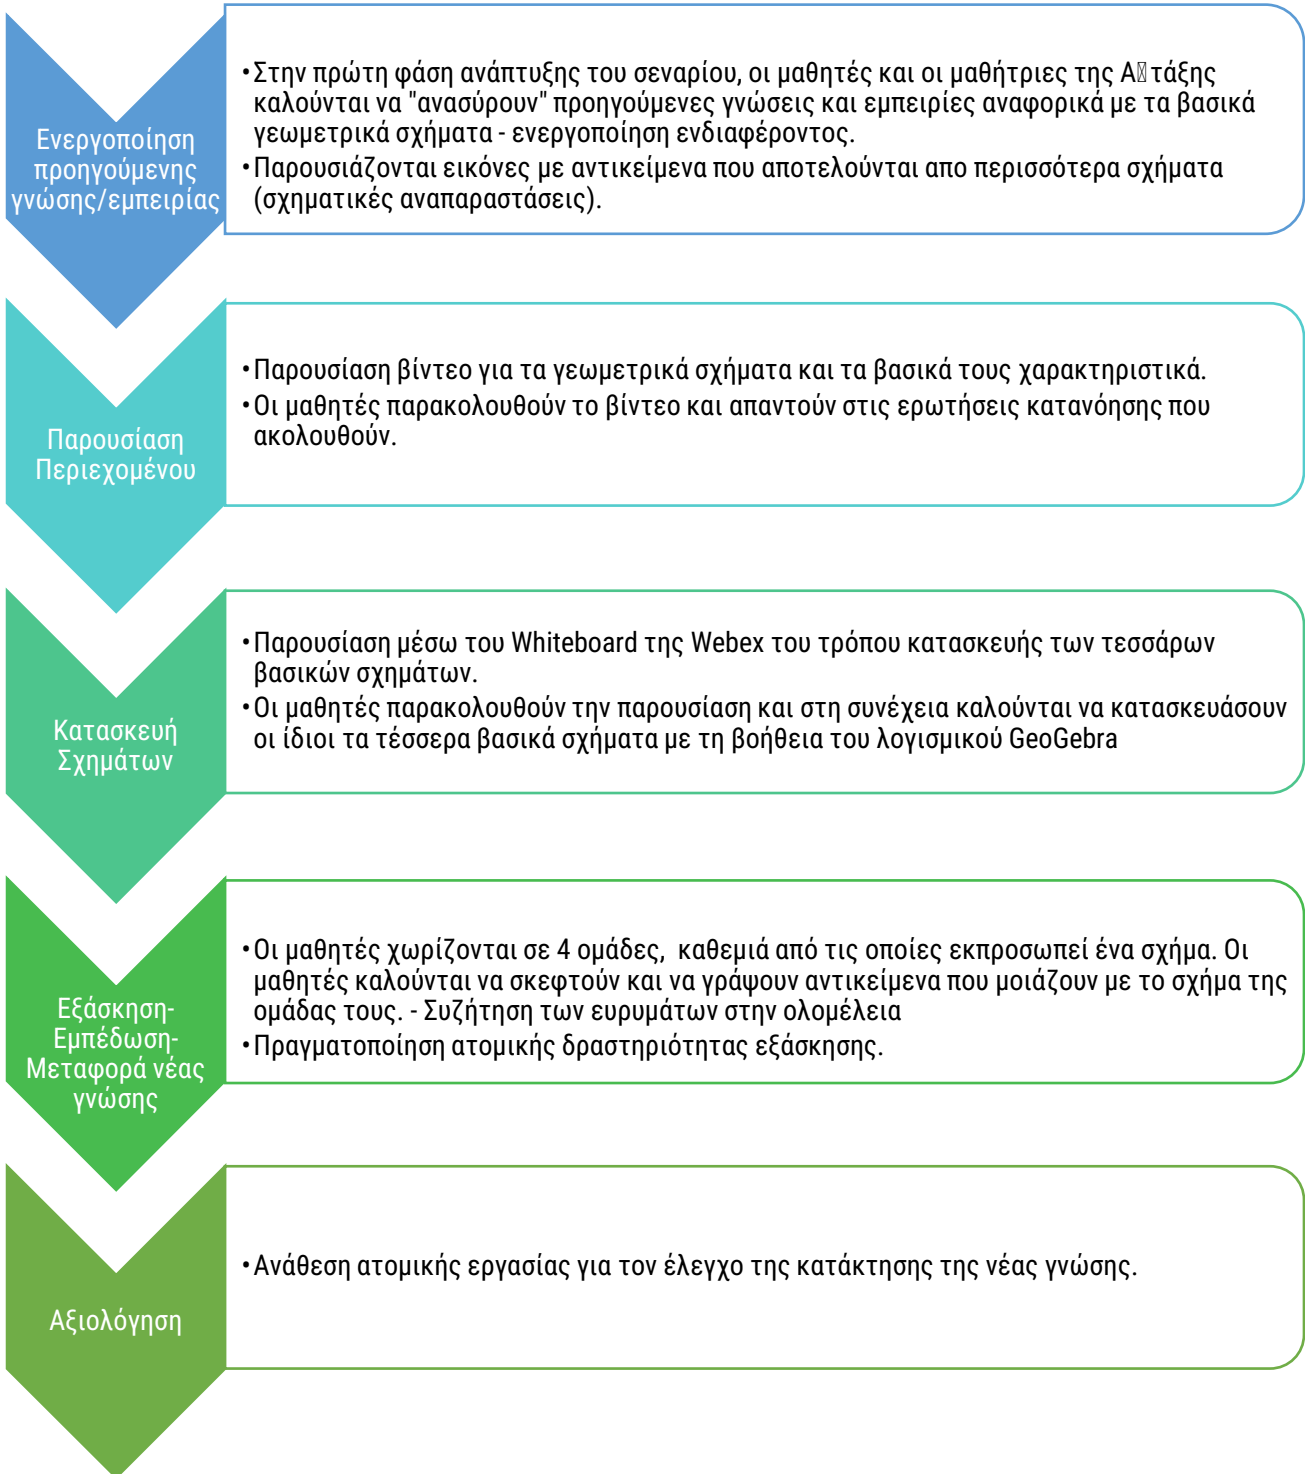 Ενεργοποίηση
προηγούμενης
γνώσης/εμπειρίας
•Στην πρώτη φάση ανάπτυξης του σεναρίου, οι μαθητές και οι μαθήτριες της Α τάξης
καλούνται να "ανασύρουν" προηγούμενες γνώσεις και εμπειρίες αναφορικά με τα βασικά
γεωμετρικά σχήματα - ενεργοποίηση ενδιαφέροντος.
•Παρουσιάζονται εικόνες με αντικείμενα που αποτελούνται απο περισσότερα σχήματα
(σχηματικές αναπαραστάσεις).
Παρουσίαση
Περιεχομένου
•Παρουσίαση βίντεο για τα γεωμετρικά σχήματα και τα βασικά τους χαρακτηριστικά.
•Οι μαθητές παρακολουθούν το βίντεο και απαντούν στις ερωτήσεις κατανόησης που
ακολουθούν.
Κατασκευή
Σχημάτων
•Παρουσίαση μέσω του Whiteboard της Webex του τρόπου κατασκευής των τεσσάρων
βασικών σχημάτων.
•Οι μαθητές παρακολουθούν την παρουσίαση και στη συνέχεια καλούνται να κατασκευάσουν
οι ίδιοι τα τέσσερα βασικά σχήματα με τη βοήθεια του λογισμικού GeoGebra
Εξάσκηση-
Εμπέδωση-
Μεταφορά νέας
γνώσης
•Οι μαθητές χωρίζονται σε 4 ομάδες, καθεμιά από τις οποίες εκπροσωπεί ένα σχήμα. Οι
μαθητές καλούνται να σκεφτούν και να γράψουν αντικείμενα που μοιάζουν με το σχήμα της
ομάδας τους. - Συζήτηση των ευρυμάτων στην ολομέλεια
•Πραγματοποίηση ατομικής δραστηριότητας εξάσκησης.
Αξιολόγηση
•Ανάθεση ατομικής εργασίας για τον έλεγχο της κατάκτησης της νέας γνώσης.